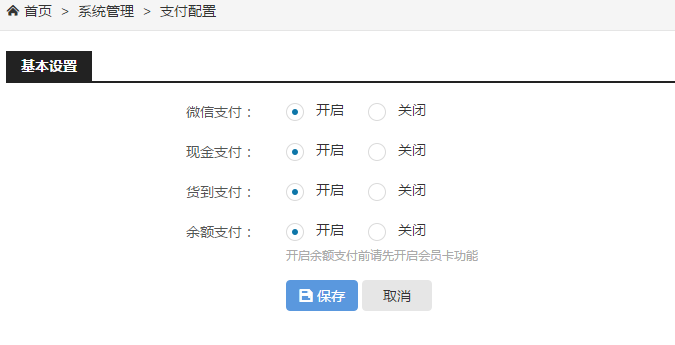 首页 > 系统管理 > 支付配置
基本设置
微信支付： 开启 关闭
现金支付： 开启 关闭
货到支付： 开启 关闭
余额支付： 开启 关闭
开启余额支付前请先开启会员卡功能
保存 取消